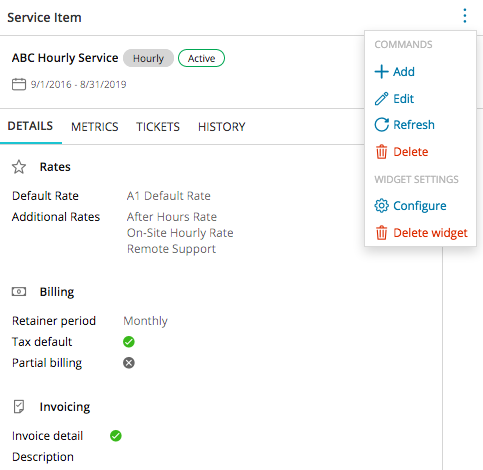 Service Item
ABC Hourly Service Hourly Active
9/1/2016 - 8/31/2019
DETAILS METRICS TICKETS HISTORY
Rates
Default Rate A1 Default Rate
Additional Rates After Hours Rate
On-Site Hourly Rate
Remote Support
Billing
Retainer period Monthly
Tax default
Partial billing
Invoicing
Invoice detail
Description
COMMANDS
Add
Edit
Refresh
Delete
WIDGET SETTINGS
Configure
Delete widget